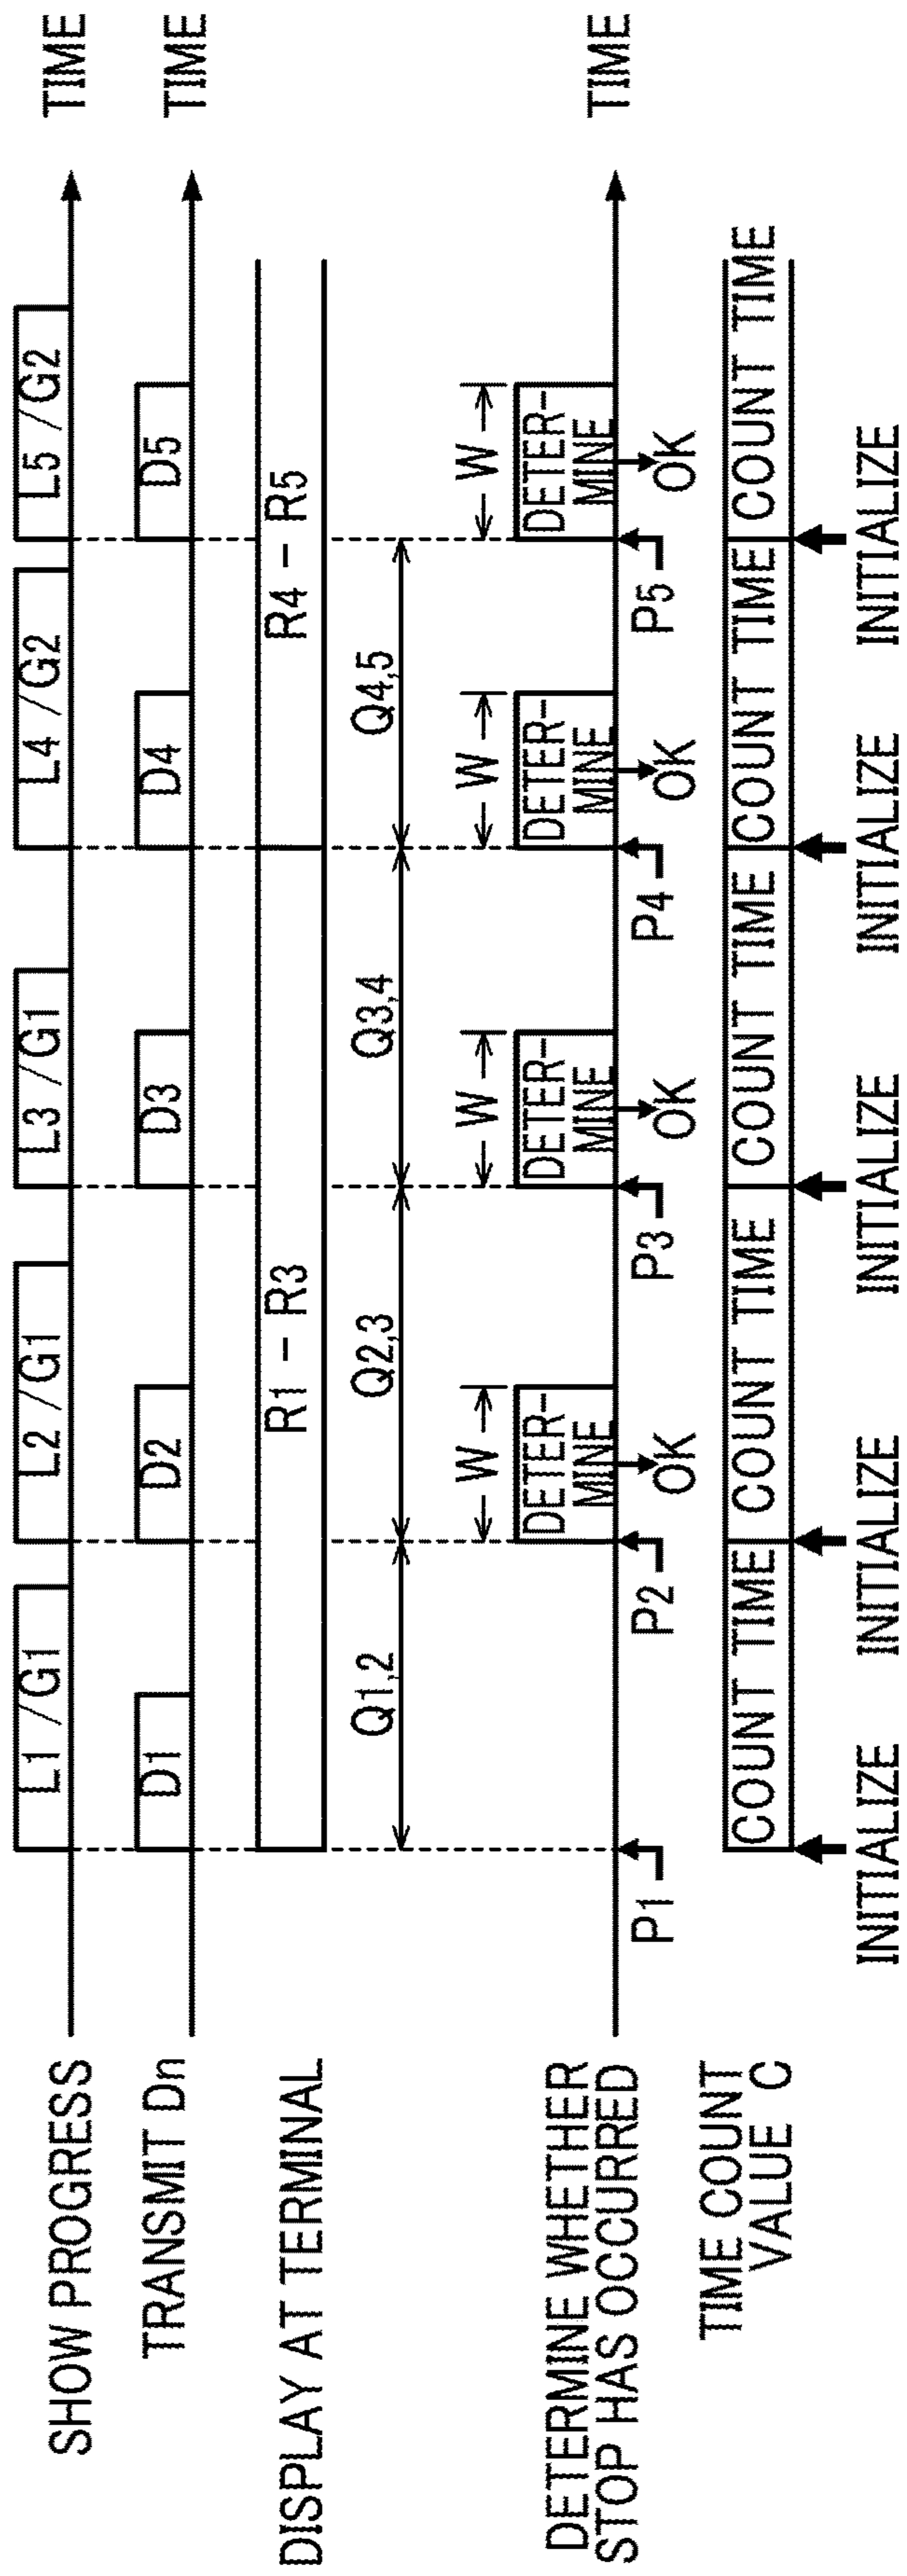 SHOW PROGRESS
L1 /G1
L2 /G1
L3 /G1
L4 /G2
L5 /G2
TIME
TRANSMIT Dn
D1
D2
D3
D4
D5
TIME
DISPLAY AT TERMINAL
R1 – R3
R4 – R5
Q1,2
Q2,3
Q3,4
Q4,5
W
W
W
W
DETERMINE WHETHER
STOP HAS OCCURRED
DETER-
MINE
DETER-
MINE
DETER-
MINE
DETER-
MINE
TIME
P1
P2
OK
P3
OK
P4
OK
P5
OK
TIME COUNT
VALUE C
COUNT TIME
COUNT TIME
COUNT TIME
COUNT TIME
COUNT TIME
INITIALIZE
INITIALIZE
INITIALIZE
INITIALIZE
INITIALIZE